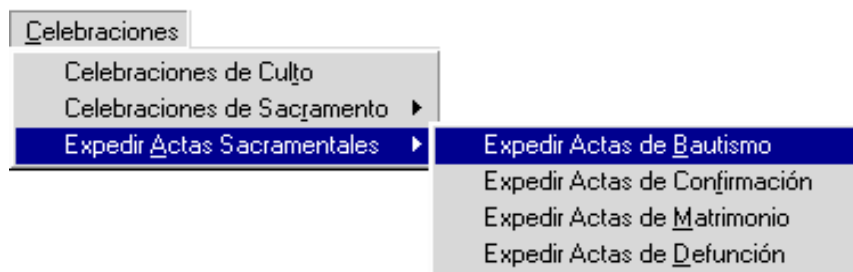 Celebraciones
Celebraciones de Culto
Celebraciones de Sacramento
Expedir Actas Sacramentales
Expedir Actas de Bautismo
Expedir Actas de Confirmación
Expedir Actas de Matrimonio
Expedir Actas de Defunción